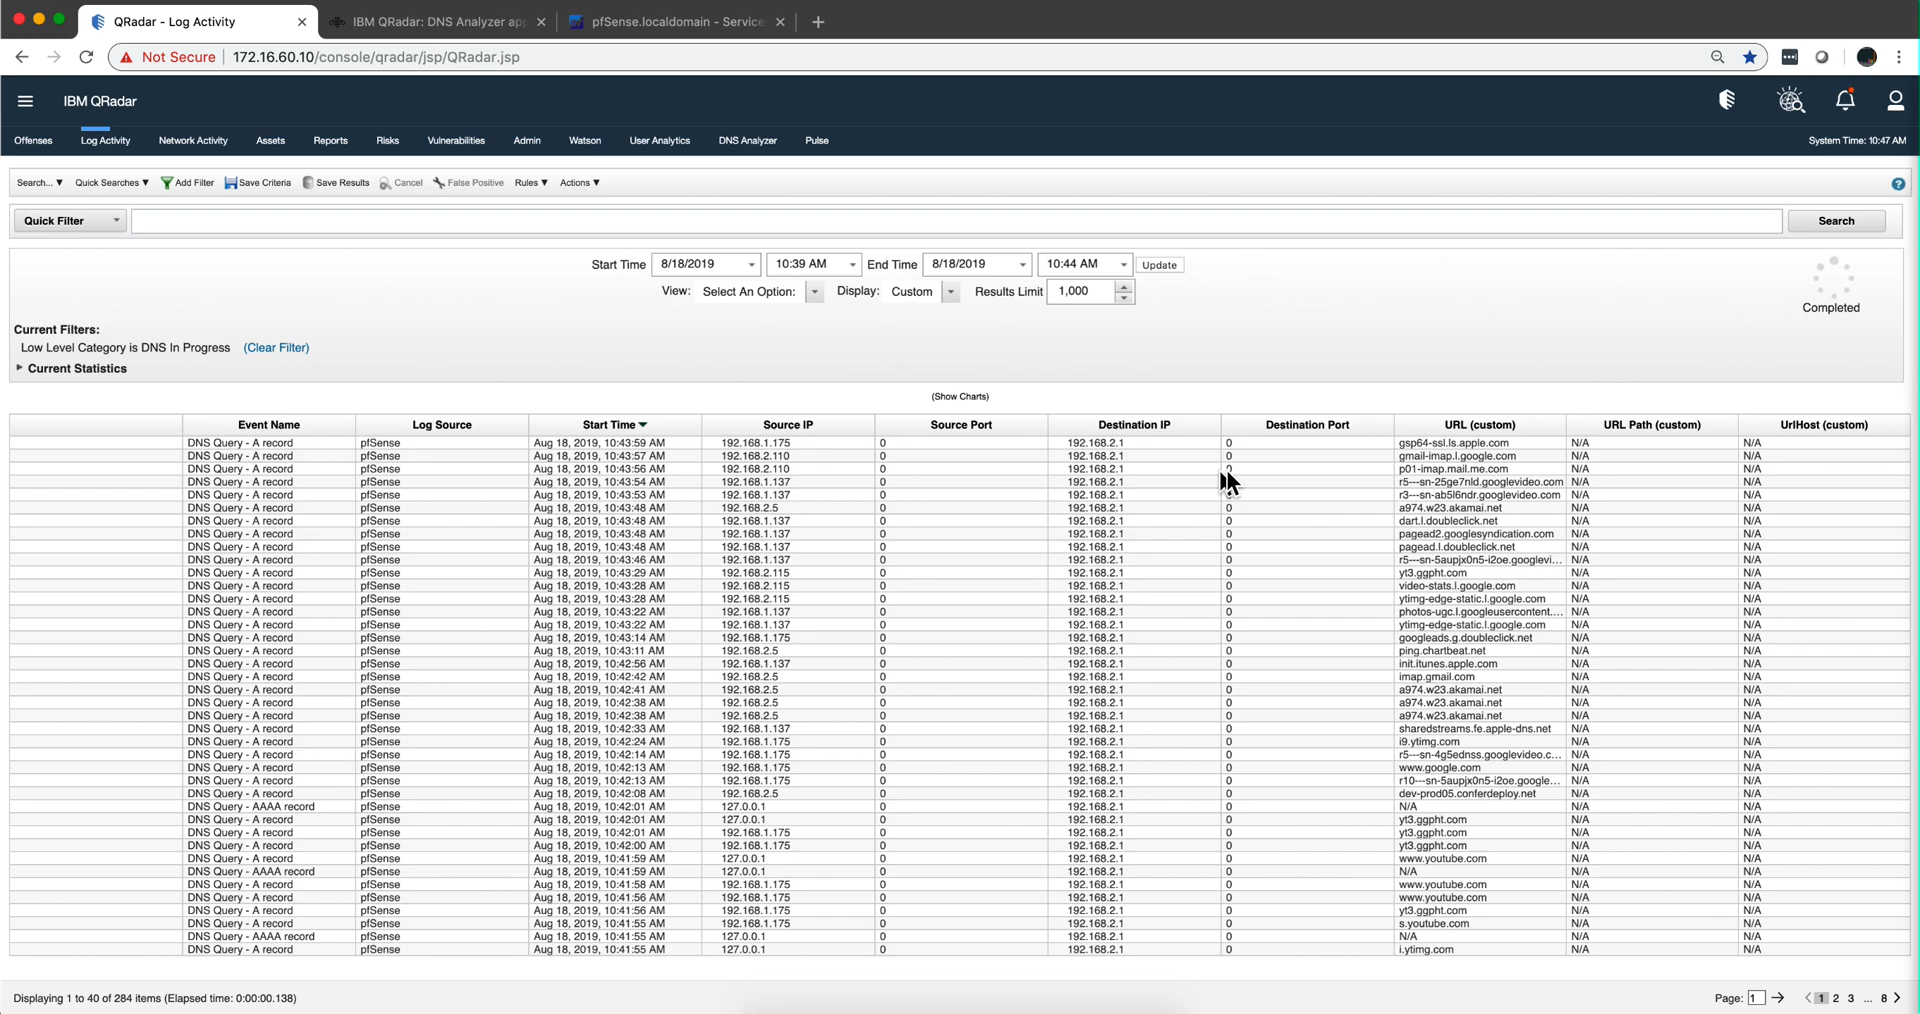 QRadar - Log Activity
IBM QRadar: DNS Analyzer app
pfSense.localdomain - Service
Not Secure | 172.16.60.10/console/qradar/jsp/QRadar.jsp
IBM QRadar
Offenses Log Activity Network Activity Assets Reports Risks Vulnerabilities Admin Watson User Analytics DNS Analyzer Pulse System Time: 10:47 AM
Search... Quick Searches Add Filter Save Criteria Save Results Cancel False Positive Rules Actions
Quick Filter Search
Start Time 8/18/2019 10:39 AM End Time 8/18/2019 10:44 AM Update
View: Select An Option: Display: Custom Results Limit 1,000
Completed
Current Filters:
Low Level Category is DNS In Progress (Clear Filter)
Current Statistics
(Show Charts)
Event Name Log Source Start Time Source IP Source Port Destination IP Destination Port URL (custom) URL Path (custom) UrlHost (custom)
DNS Query - A record pfSense Aug 18, 2019, 10:43:59 AM 192.168.1.175 0 192.168.2.1 0 gsp64-ssl.ls.apple.com N/A N/A
DNS Query - A record pfSense Aug 18, 2019, 10:43:57 AM 192.168.2.110 0 192.168.2.1 0 gmail-imap.l.google.com N/A N/A
DNS Query - A record pfSense Aug 18, 2019, 10:43:56 AM 192.168.2.110 0 192.168.2.1 0 p01-imap.mail.me.com N/A N/A
DNS Query - A record pfSense Aug 18, 2019, 10:43:54 AM 192.168.1.137 0 192.168.2.1 r5---sn-25ge7nld.googlevideo.com N/A N/A
DNS Query - A record pfSense Aug 18, 2019, 10:43:53 AM 192.168.1.137 0 192.168.2.1 r3---sn-ab5l6ndr.googlevideo.com N/A N/A
DNS Query - A record pfSense Aug 18, 2019, 10:43:48 AM 192.168.2.5 0 192.168.2.1 0 a974.w23.akamai.net N/A N/A
DNS Query - A record pfSense Aug 18, 2019, 10:43:48 AM 192.168.1.137 0 192.168.2.1 0 dart.l.doubleclick.net N/A N/A
DNS Query - A record pfSense Aug 18, 2019, 10:43:48 AM 192.168.1.137 0 192.168.2.1 0 pagead2.googlesyndication.com N/A N/A
DNS Query - A record pfSense Aug 18, 2019, 10:43:48 AM 192.168.1.137 0 192.168.2.1 0 pagead.l.doubleclick.net N/A N/A
DNS Query - A record pfSense Aug 18, 2019, 10:43:46 AM 192.168.1.137 0 192.168.2.1 0 r5---sn-5aupjx0n5-i2oe.googlevi... N/A N/A
DNS Query - A record pfSense Aug 18, 2019, 10:43:29 AM 192.168.2.115 0 192.168.2.1 0 yt3.ggpht.com N/A N/A
DNS Query - A record pfSense Aug 18, 2019, 10:43:28 AM 192.168.2.115 0 192.168.2.1 0 video-stats.l.google.com N/A N/A
DNS Query - A record pfSense Aug 18, 2019, 10:43:28 AM 192.168.2.115 0 192.168.2.1 0 ytimg-edge-static.l.google.com N/A N/A
DNS Query - A record pfSense Aug 18, 2019, 10:43:22 AM 192.168.1.137 0 192.168.2.1 0 photos-ugc.l.googleusercontent.... N/A N/A
DNS Query - A record pfSense Aug 18, 2019, 10:43:22 AM 192.168.1.137 0 192.168.2.1 0 ytimg-edge-static.l.google.com N/A N/A
DNS Query - A record pfSense Aug 18, 2019, 10:43:14 AM 192.168.1.175 0 192.168.2.1 0 googleads.g.doubleclick.net N/A N/A
DNS Query - A record pfSense Aug 18, 2019, 10:43:11 AM 192.168.2.5 0 192.168.2.1 0 ping.chartbeat.net N/A N/A
DNS Query - A record pfSense Aug 18, 2019, 10:42:56 AM 192.168.1.137 0 192.168.2.1 0 init.itunes.apple.com N/A N/A
DNS Query - A record pfSense Aug 18, 2019, 10:42:42 AM 192.168.2.5 0 192.168.2.1 0 imap.gmail.com N/A N/A
DNS Query - A record pfSense Aug 18, 2019, 10:42:41 AM 192.168.2.5 0 192.168.2.1 0 a974.w23.akamai.net N/A N/A
DNS Query - A record pfSense Aug 18, 2019, 10:42:38 AM 192.168.2.5 0 192.168.2.1 0 a974.w23.akamai.net N/A N/A
DNS Query - A record pfSense Aug 18, 2019, 10:42:38 AM 192.168.2.5 0 192.168.2.1 0 a974.w23.akamai.net N/A N/A
DNS Query - A record pfSense Aug 18, 2019, 10:42:33 AM 192.168.1.137 0 192.168.2.1 0 sharedstreams.fe.apple-dns.net N/A N/A
DNS Query - A record pfSense Aug 18, 2019, 10:42:24 AM 192.168.1.175 0 192.168.2.1 0 i9.ytimg.com N/A N/A
DNS Query - A record pfSense Aug 18, 2019, 10:42:14 AM 192.168.1.175 0 192.168.2.1 0 r5---sn-4g5ednss.googlevideo.c... N/A N/A
DNS Query - A record pfSense Aug 18, 2019, 10:42:13 AM 192.168.1.175 0 192.168.2.1 0 www.google.com N/A N/A
DNS Query - A record pfSense Aug 18, 2019, 10:42:13 AM 192.168.1.175 0 192.168.2.1 0 r10---sn-5aupjx0n5-i2oe.google... N/A N/A
DNS Query - A record pfSense Aug 18, 2019, 10:42:08 AM 192.168.2.5 0 192.168.2.1 0 dev-prod05.conferdeploy.net N/A N/A
DNS Query - AAAA record pfSense Aug 18, 2019, 10:42:01 AM 127.0.0.1 0 192.168.2.1 0 N/A N/A N/A
DNS Query - A record pfSense Aug 18, 2019, 10:42:01 AM 127.0.0.1 0 192.168.2.1 0 yt3.ggpht.com N/A N/A
DNS Query - A record pfSense Aug 18, 2019, 10:42:01 AM 192.168.1.175 0 192.168.2.1 0 yt3.ggpht.com N/A N/A
DNS Query - A record pfSense Aug 18, 2019, 10:42:00 AM 192.168.1.175 0 192.168.2.1 0 yt3.ggpht.com N/A N/A
DNS Query - A record pfSense Aug 18, 2019, 10:41:59 AM 127.0.0.1 0 192.168.2.1 0 www.youtube.com N/A N/A
DNS Query - AAAA record pfSense Aug 18, 2019, 10:41:59 AM 127.0.0.1 0 192.168.2.1 0 N/A N/A N/A
DNS Query - A record pfSense Aug 18, 2019, 10:41:58 AM 192.168.1.175 0 192.168.2.1 0 www.youtube.com N/A N/A
DNS Query - A record pfSense Aug 18, 2019, 10:41:56 AM 192.168.1.175 0 192.168.2.1 0 www.youtube.com N/A N/A
DNS Query - A record pfSense Aug 18, 2019, 10:41:56 AM 192.168.1.175 0 192.168.2.1 0 yt3.ggpht.com N/A N/A
DNS Query - A record pfSense Aug 18, 2019, 10:41:55 AM 192.168.1.175 0 192.168.2.1 0 s.youtube.com N/A N/A
DNS Query - AAAA record pfSense Aug 18, 2019, 10:41:55 AM 127.0.0.1 0 192.168.2.1 0 N/A N/A N/A
DNS Query - A record pfSense Aug 18, 2019, 10:41:55 AM 127.0.0.1 0 192.168.2.1 0 i.ytimg.com N/A N/A
Displaying 1 to 40 of 284 items (Elapsed time: 0:00:00.138)
Page: 1 1 2 3 ... 8